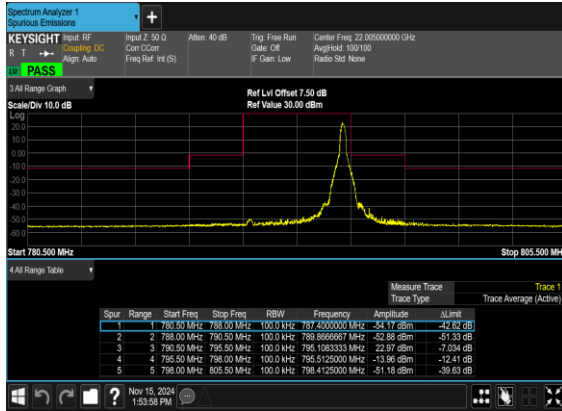 Spectrum Analyzer 1
Spurious Emissions
+
KEYSIGHT Input: RF Input Z: 50 Ω Atten: 40 dB Trig: Free Run Center Freq: 22.005000000 GHz
R T Coupling: DC Corr CCorr Gate: Off Avg|Hold: 100/100
Align: Auto Freq Ref: Int (S) IF Gain: Low Radio Std: None
PASS
3 All Range Graph
Ref Lvl Offset 7.50 dB
Scale/Div 10.0 dB Ref Value 30.00 dBm
Log
20.0
10.0
0.00
-10.0
-20.0
-30.0
-40.0
-50.0
-60.0
Start 780.500 MHz Stop 805.500 MH
4 All Range Table
Measure Trace Trace 1
Trace Type Trace Average (Active)
Spur Range Start Freq Stop Freq RBW Frequency Amplitude ΔLimit
1 1 780.50 MHz 788.00 MHz 100.0 kHz 787.4000000 MHz -54.17 dBm -42.62 dB
2 2 788.00 MHz 790.50 MHz 100.0 kHz 789.8666667 MHz -52.88 dBm -51.33 dB
3 3 790.50 MHz 795.50 MHz 100.0 kHz 795.1083333 MHz 22.97 dBm -7.034 dB
4 4 795.50 MHz 798.00 MHz 100.0 kHz 795.5125000 MHz -13.96 dBm -12.41 dB
5 5 798.00 MHz 805.50 MHz 100.0 kHz 798.4125000 MHz -51.18 dBm -39.63 dB
? Nov 15, 2024
1:53:58 PM